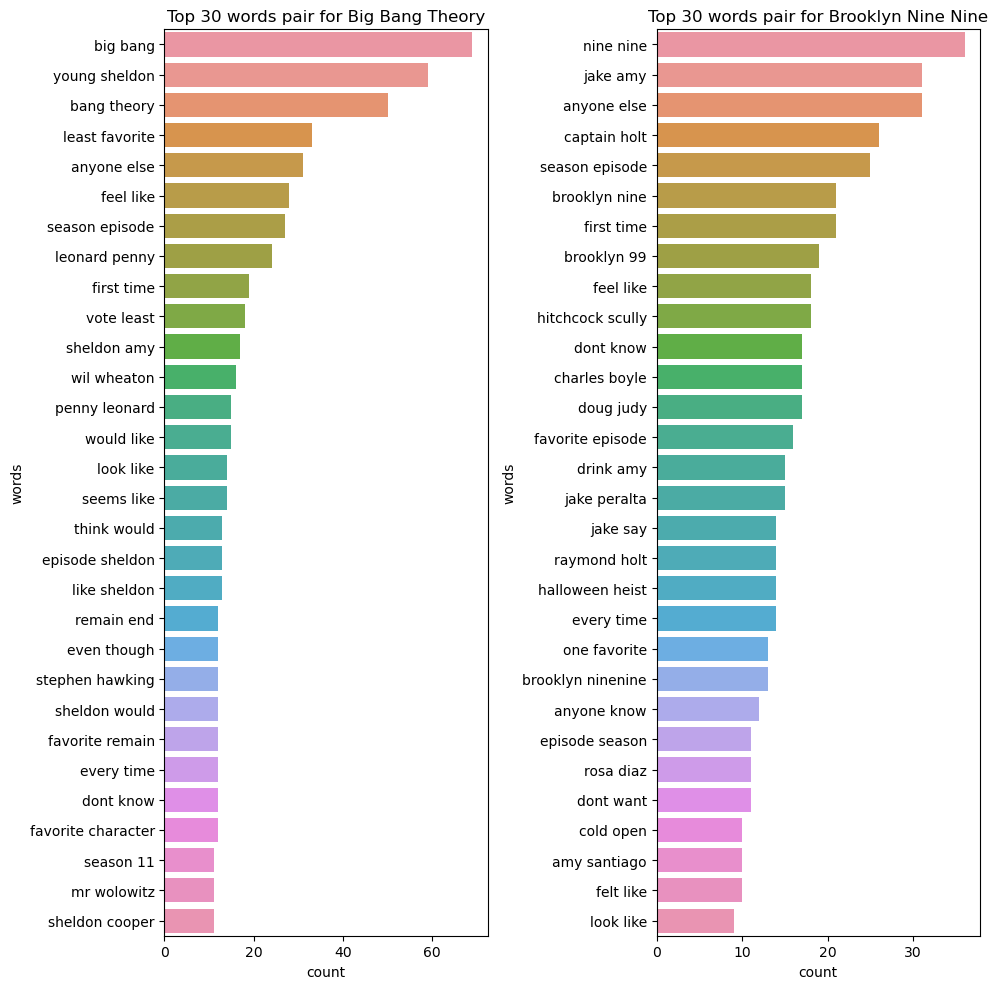 Top 30 words pair for Big Bang Theory
words
big bang
young sheldon
bang theory
least favorite
anyone else
feel like
season episode
leonard penny
first time
vote least
sheldon amy
wil wheaton
penny leonard
would like
look like
seems like
think would
episode sheldon
like sheldon
remain end
even though
stephen hawking
sheldon would
favorite remain
every time
dont know
favorite character
season 11
mr wolowitz
sheldon cooper
0 20 40 60
count
Top 30 words pair for Brooklyn Nine Nine
words
nine nine
jake amy
anyone else
captain holt
season episode
brooklyn nine
first time
brooklyn 99
feel like
hitchcock scully
dont know
charles boyle
doug judy
favorite episode
drink amy
jake peralta
jake say
raymond holt
halloween heist
every time
one favorite
brooklyn ninenine
anyone know
episode season
rosa diaz
dont want
cold open
amy santiago
felt like
look like
0 10 20 30
count